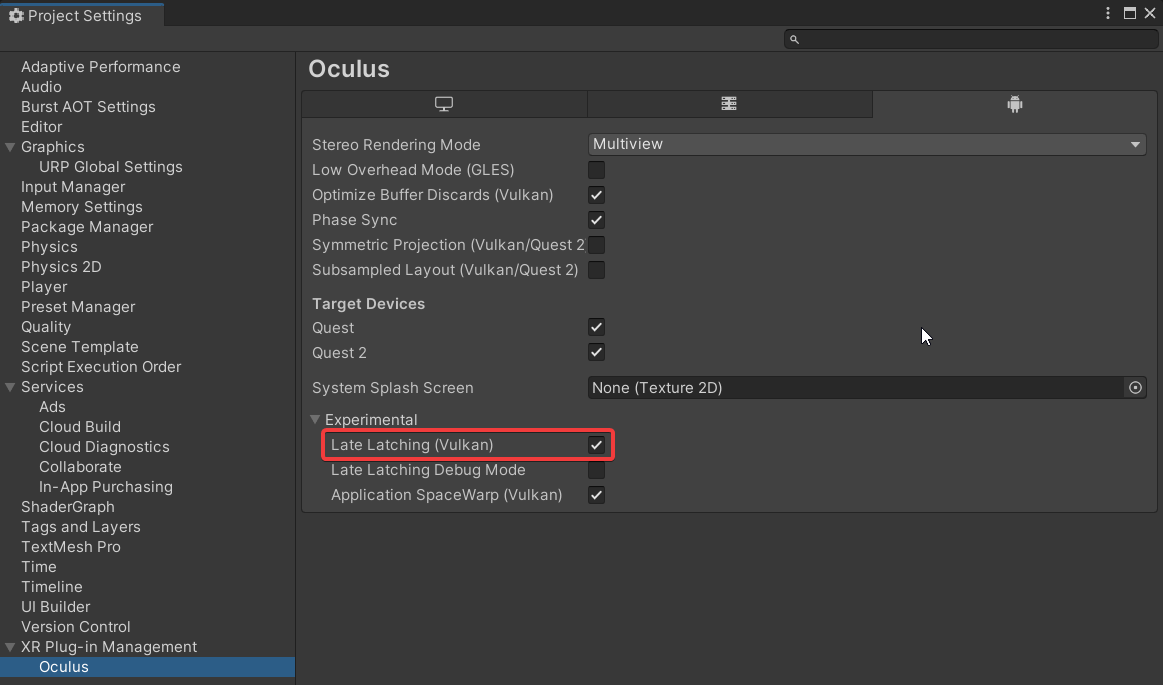 Project Settings
Adaptive Performance
Audio
Burst AOT Settings
Editor
Graphics
URP Global Settings
Input Manager
Memory Settings
Package Manager
Physics
Physics 2D
Player
Preset Manager
Quality
Scene Template
Script Execution Order
Services
Ads
Cloud Build
Cloud Diagnostics
Collaborate
In-App Purchasing
ShaderGraph
Tags and Layers
TextMesh Pro
Time
Timeline
UI Builder
Version Control
XR Plug-in Management
Oculus
Oculus
Stereo Rendering Mode Multiview
Low Overhead Mode (GLES)
Optimize Buffer Discards (Vulkan)
Phase Sync
Symmetric Projection (Vulkan/Quest 2
Subsampled Layout (Vulkan/Quest 2)
Target Devices
Quest
Quest 2
System Splash Screen None (Texture 2D)
Experimental
Late Latching (Vulkan)
Late Latching Debug Mode
Application SpaceWarp (Vulkan)